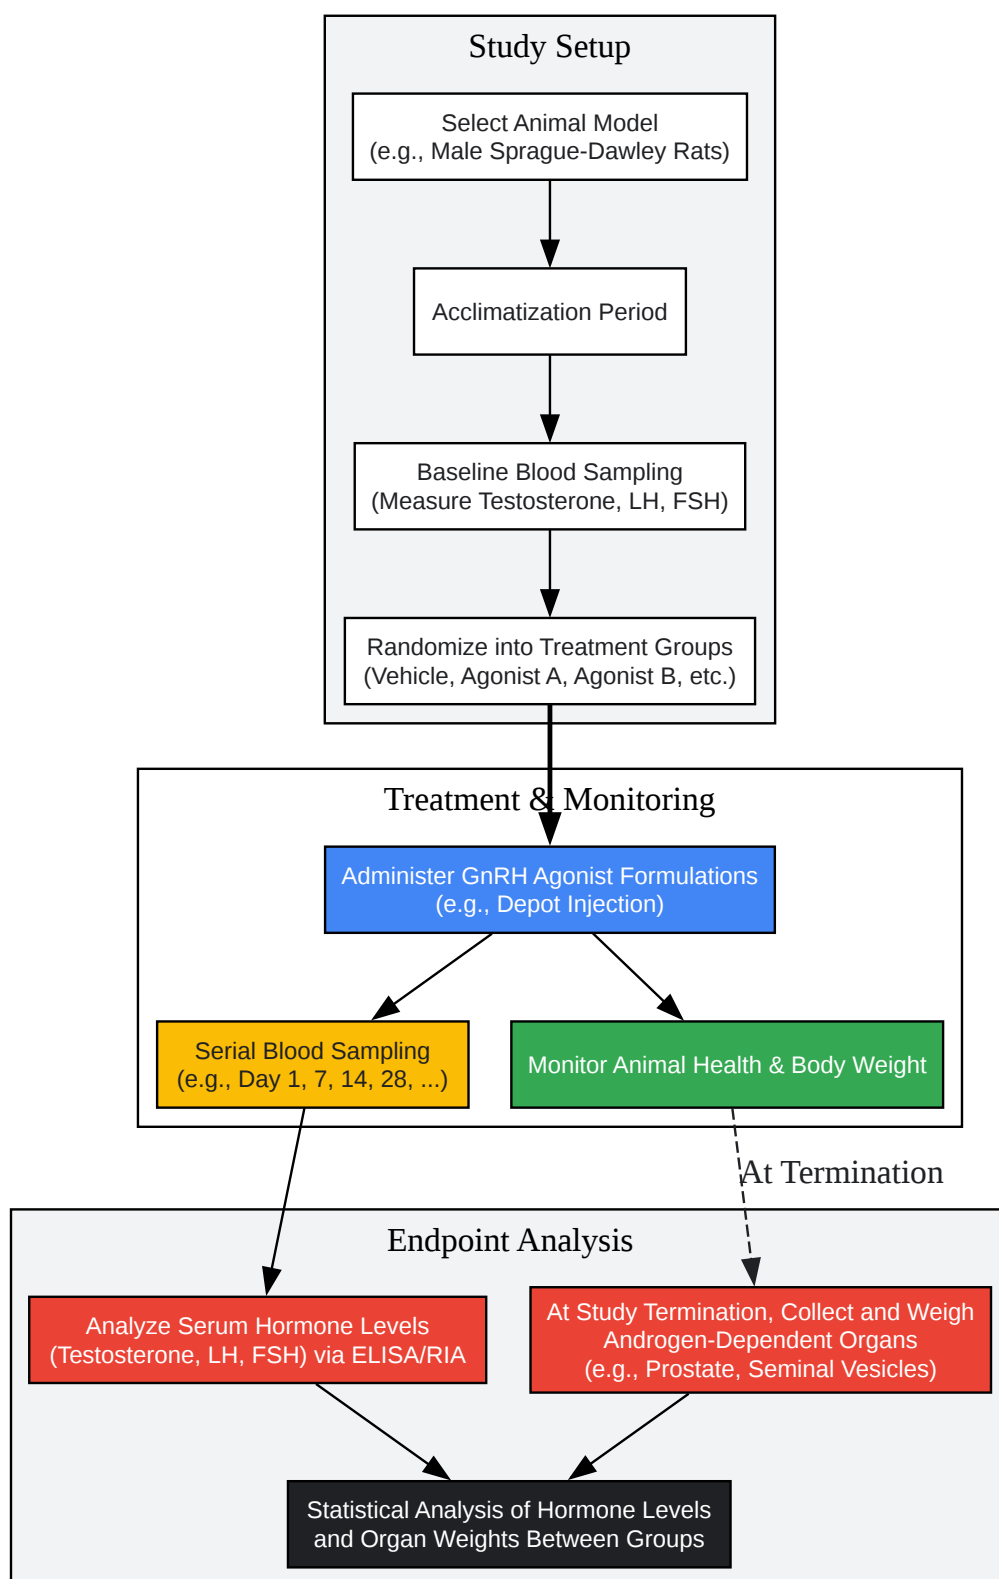 Study Setup
Select Animal Model
(e.g., Male Sprague-Dawley Rats)
Acclimatization Period
Baseline Blood Sampling
(Measure Testosterone, LH, FSH)
Randomize into Treatment Groups
(Vehicle, Agonist A, Agonist B, etc.)
Treatment & Monitoring
Administer GnRH Agonist Formulations
(e.g., Depot Injection)
Serial Blood Sampling
(e.g., Day 1, 7, 14, 28, ...)
Monitor Animal Health & Body Weight
At Termination
Endpoint Analysis
Analyze Serum Hormone Levels
(Testosterone, LH, FSH) via ELISA/RIA
At Study Termination, Collect and Weigh
Androgen-Dependent Organs
(e.g., Prostate, Seminal Vesicles)
Statistical Analysis of Hormone Levels
and Organ Weights Between Groups